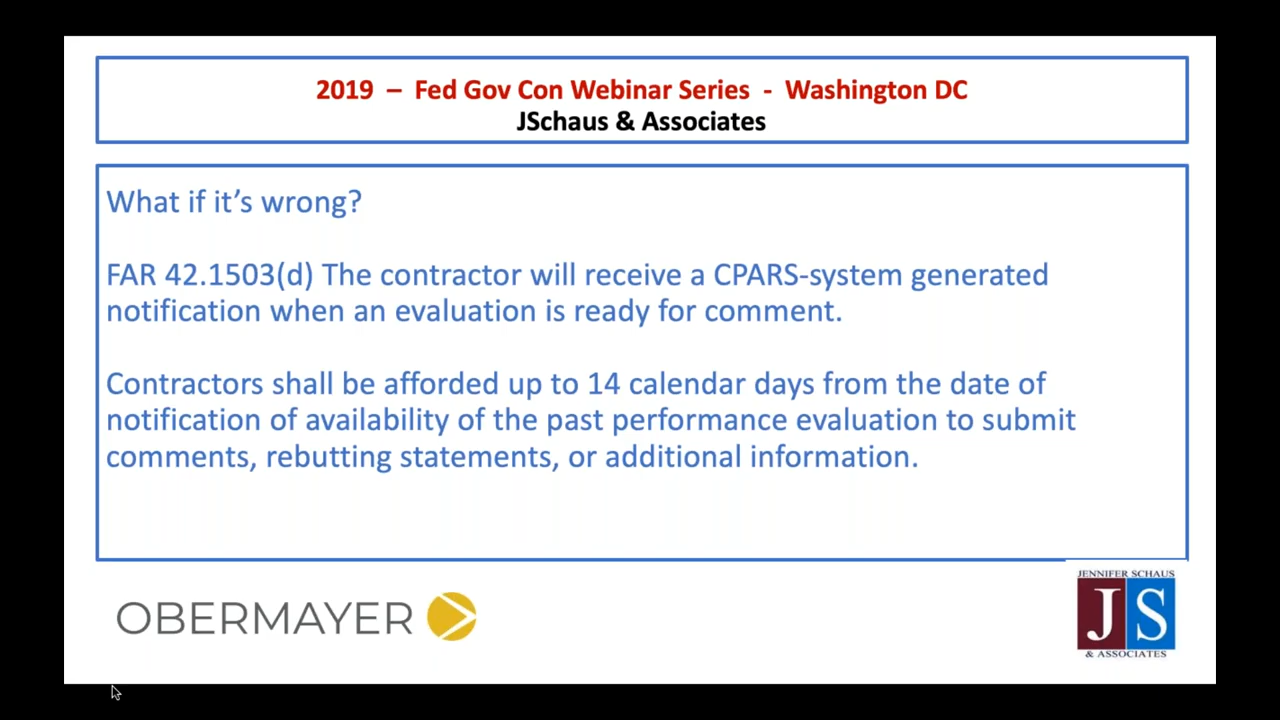 2019 – Fed Gov Con Webinar Series - Washington DC
JSchaus & Associates
What if it’s wrong?
FAR 42.1503(d) The contractor will receive a CPARS-system generated
notification when an evaluation is ready for comment.
Contractors shall be afforded up to 14 calendar days from the date of
notification of availability of the past performance evaluation to submit
comments, rebutting statements, or additional information.
OBERMAYER
JENNIFER SCHAUS
JS
& ASSOCIATES